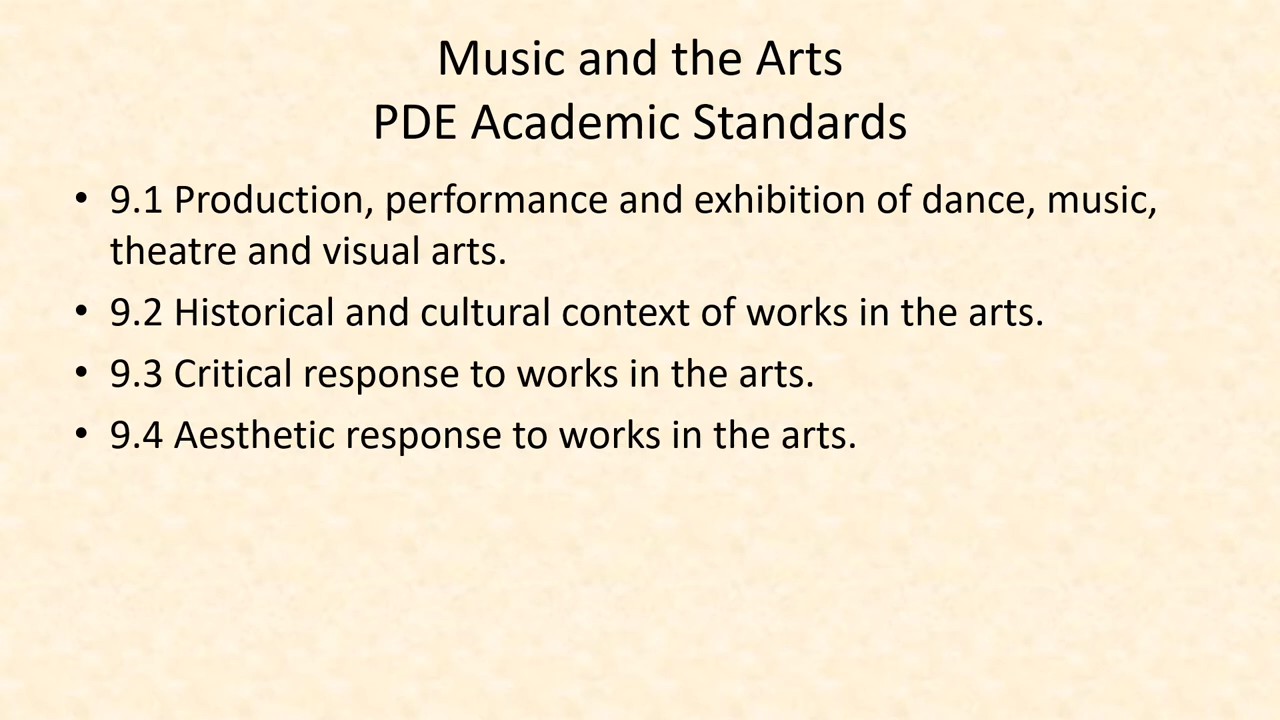 Music and the Arts
PDE Academic Standards
• 9.1 Production, performance and exhibition of dance, music,
theatre and visual arts.
• 9.2 Historical and cultural context of works in the arts.
• 9.3 Critical response to works in the arts.
• 9.4 Aesthetic response to works in the arts.